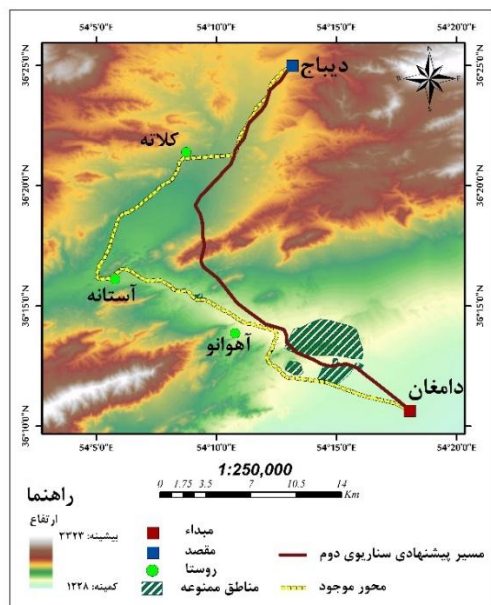 54°5'0"E 54°10'0"E 54°15'0"E 54°20'0"E
36°25'0"N 36°25'0"N
دیباج
کلاته
36°20'0"N 36°20'0"N
36°15'0"N 36°15'0"N
آستانه
آهوانو
دامغان
36°10'0"N 36°10'0"N
54°5'0"E 54°10'0"E 54°15'0"E 54°20'0"E
1:250,000
0 1.75 3.5 7 10.5 14
Km
راهنما
ارتفاع
بیشینه: ۳۳۲۳
کمینه: ۱۲۲۸
مبداء
مقصد
روستا
مناطق ممنوعه
مسیر پیشنهادی سناریوی دوم
محور موجود